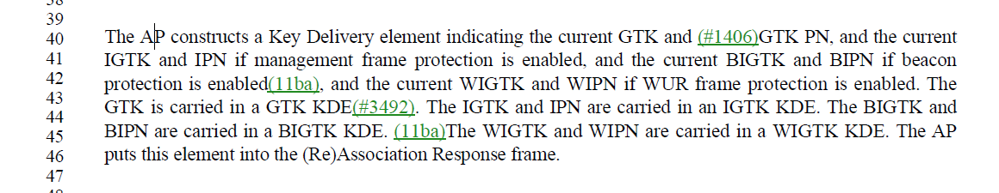 39
40 The AP constructs a Key Delivery element indicating the current GTK and (#1406)GTK PN, and the current
41 IGTK and IPN if management frame protection is enabled, and the current BIGTK and BIPN if beacon
42 protection is enabled(11ba), and the current WIGTK and WIPN if WUR frame protection is enabled. The
43 GTK is carried in a GTK KDE(#3492). The IGTK and IPN are carried in an IGTK KDE. The BIGTK and
44
45 BIPN are carried in a BIGTK KDE. (11ba)The WIGTK and WIPN are carried in a WIGTK KDE. The AP
46 puts this element into the (Re)Association Response frame.
47